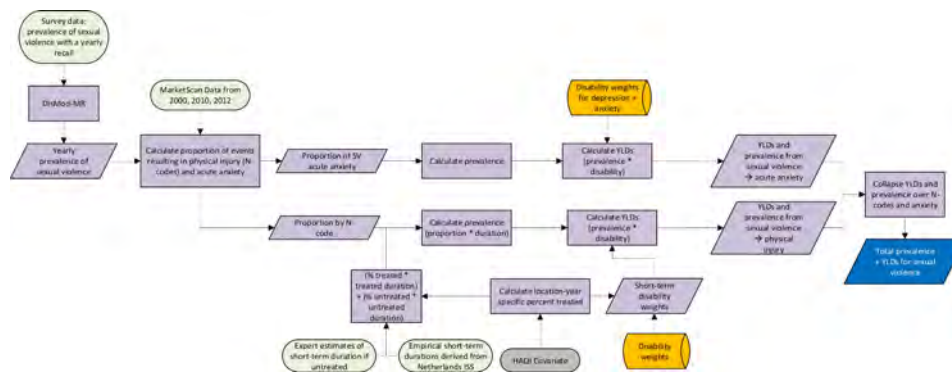 Survey data:
prevalence of sexual
violence with a yearly
recall
DisMod-MR
Yearly
prevalence of
sexual violence
MarketScan Data from
2000, 2010, 2012
Calculate proportion of events
resulting in physical injury (N-
codes) and acute anxiety
Proportion of SV
acute anxiety
Calculate prevalence
Disability weights
for depression +
anxiety
Calculate YLDs
(prevalence *
disability)
YLDs and
prevalence from
sexual violence
→ acute anxiety
Proportion by N-
code
Calculate prevalence
(proportion * duration)
Calculate YLDs
(prevalence *
disability)
YLDs and
prevalence from
sexual violence
→ physical
injury
Collapse YLDs and
prevalence over N-
codes and anxiety
Total prevalence
+ YLDs for sexual
violence
(% treated *
treated duration)
+ (% untreated *
untreated
duration)
Calculate location-year
specific percent treated
Short-term
disability
weights
Expert estimates of
short-term duration if
untreated
Empirical short-term
durations derived from
Netherlands ISS
HAQI Covariate
Disability
weights